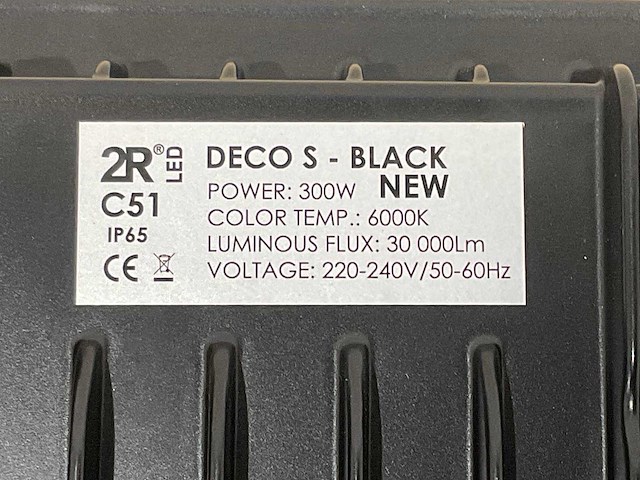 2R® LED
C51
IP65
CE
DECO S - BLACK
NEW
POWER: 300W
COLOR TEMP.: 6000K
LUMINOUS FLUX: 30 000Lm
VOLTAGE: 220-240V/50-60Hz